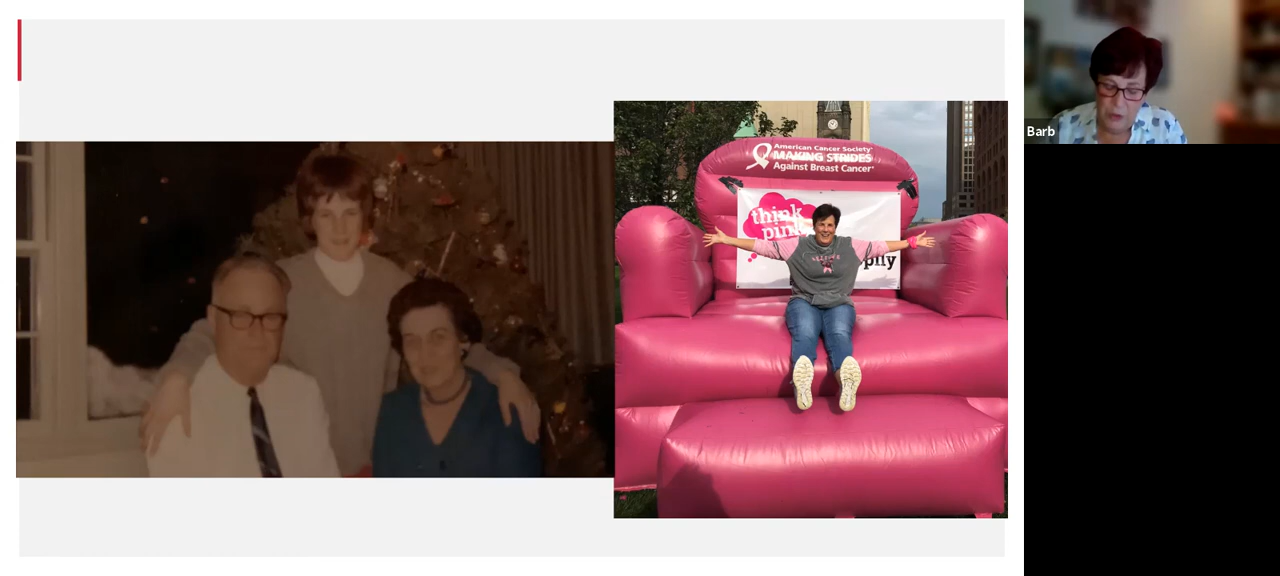 American Cancer Society
MAKING STRIDES
Against Breast Cancer
think
pink
Barb